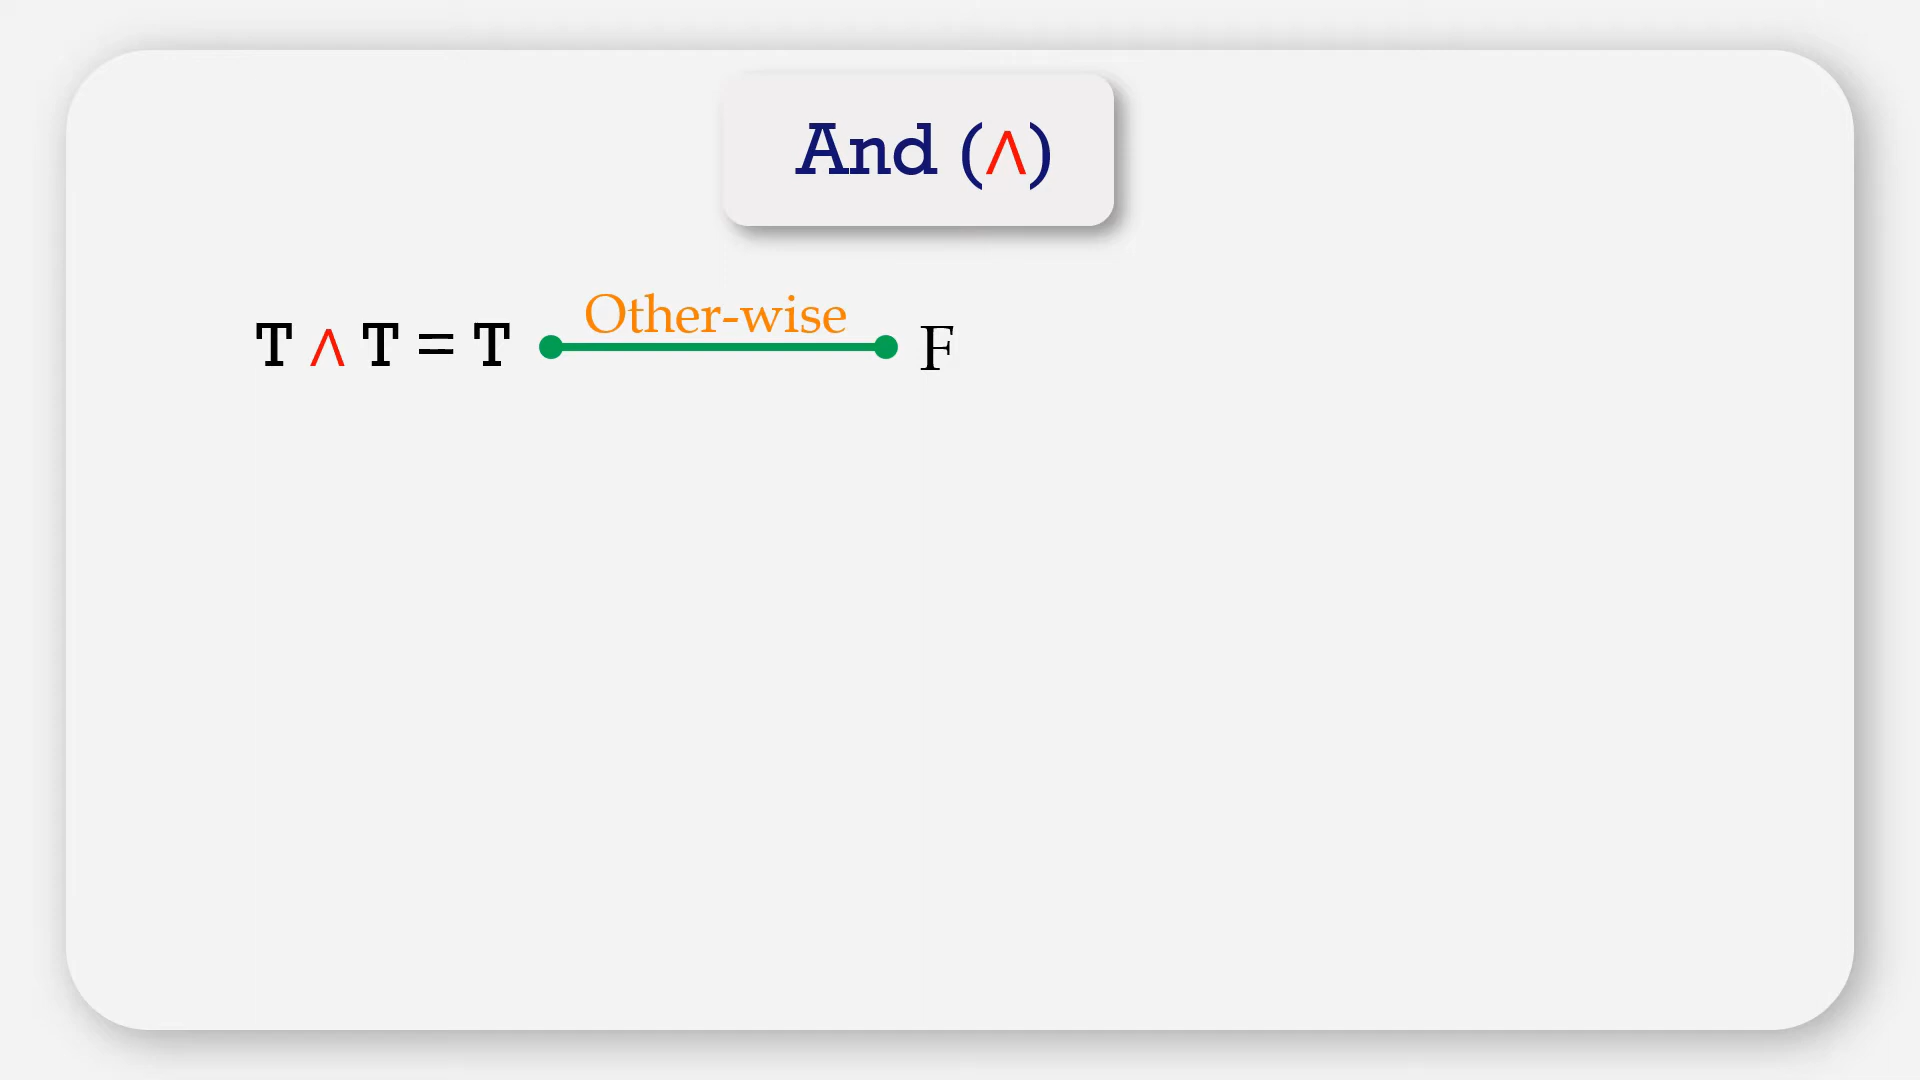 And (∧)
Other-wise
T ∧ T = T F